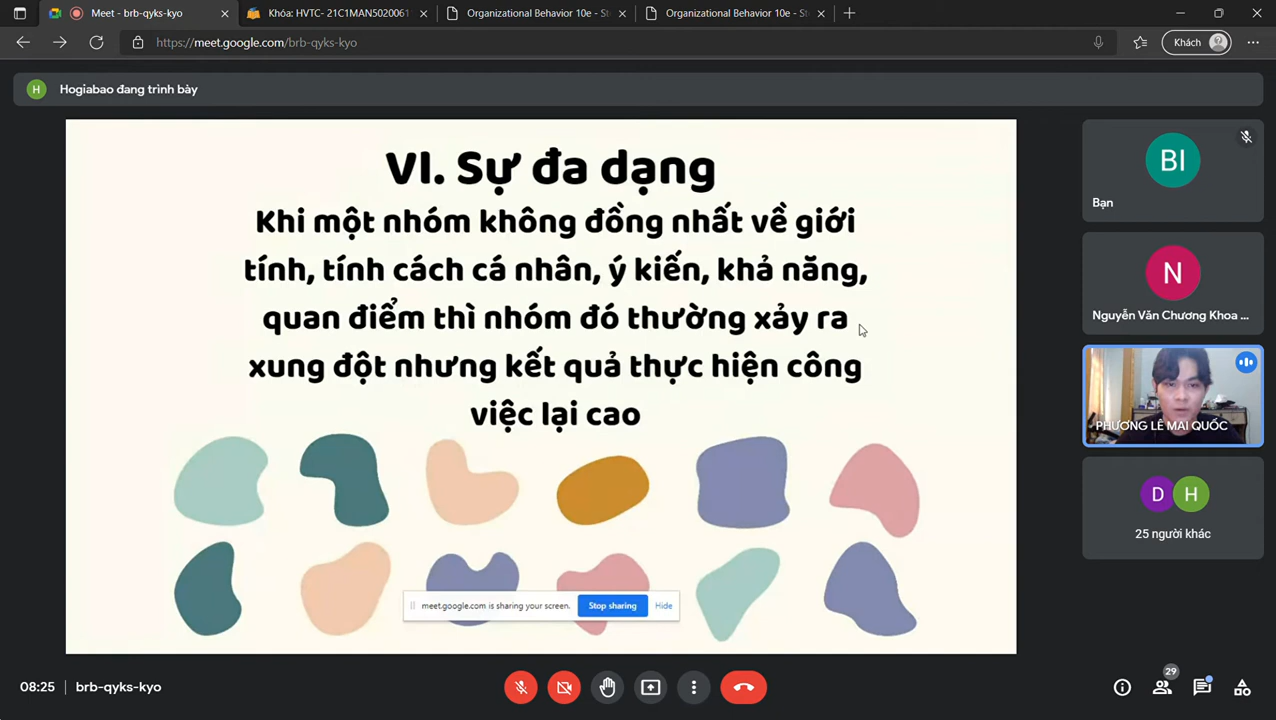 Meet - brb-qyks-kyo
Khóa: HVTC- 21C1MAN5020061
Organizational Behavior 10e - St
Organizational Behavior 10e - St
https://meet.google.com/brb-qyks-kyo
Khách
H
Hogiabao đang trình bày
VI. Sự đa dạng
Khi một nhóm không đồng nhất về giới
tính, tính cách cá nhân, ý kiến, khả năng,
quan điểm thì nhóm đó thường xảy ra
xung đột nhưng kết quả thực hiện công
việc lại cao
meet.google.com is sharing your screen.
Stop sharing
Hide
BI
Bạn
N
Nguyễn Văn Chương Khoa ...
PHƯƠNG LÊ MAI QUỐC
D
H
25 người khác
08:25
brb-qyks-kyo
29